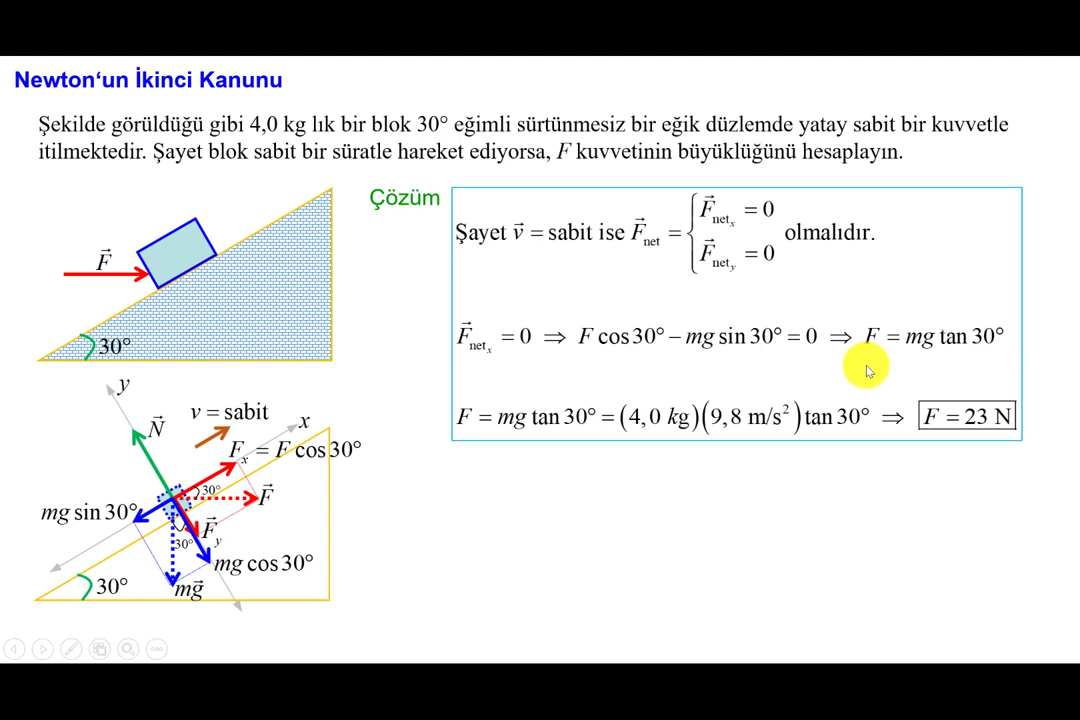 Newton‘un İkinci Kanunu
Şekilde görüldüğü gibi 4,0 kg lık bir blok 30° eğimli sürtünmesiz bir eğik düzlemde yatay sabit bir kuvvetle
itilmektedir. Şayet blok sabit bir süratle hareket ediyorsa, F kuvvetinin büyüklüğünü hesaplayın.
F⃗
30°
Çözüm
Şayet v⃗ = sabit ise F⃗net = { F⃗netx = 0 F⃗nety = 0 olmalıdır.
F⃗netx = 0 ⇒ F cos 30° − mg sin 30° = 0 ⇒ F = mg tan 30°
F = mg tan 30° = (4,0 kg)(9,8 m/s²) tan 30° ⇒ F = 23 N
y
N⃗
v = sabit
x
Fx = F cos 30°
30°
F⃗
mg sin 30°
F⃗y
30°
mg cos 30°
30°
mg⃗